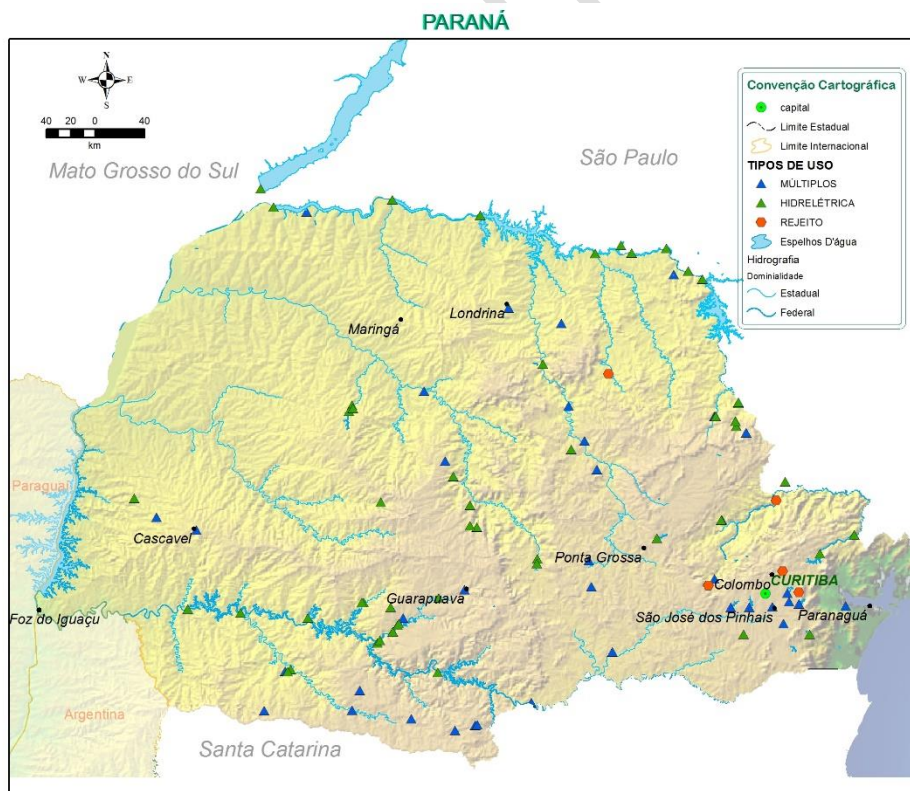 PARANÁ
N
W E
S
40 20 0 40
km
Mato Grosso do Sul
São Paulo
Convenção Cartográfica
capital
Limite Estadual
Limite Internacional
TIPOS DE USO
MÚLTIPLOS
HIDRELÉTRICA
REJEITO
Espelhos D'água
Hidrografia
Dominialidade
Estadual
Federal
Londrina
Maringá
Paraguai
Cascavel
Ponta Grossa
Colombo
CURITIBA
Guarapuava
São José dos Pinhais
Paranaguá
Foz do Iguaçu
Argentina
Santa Catarina